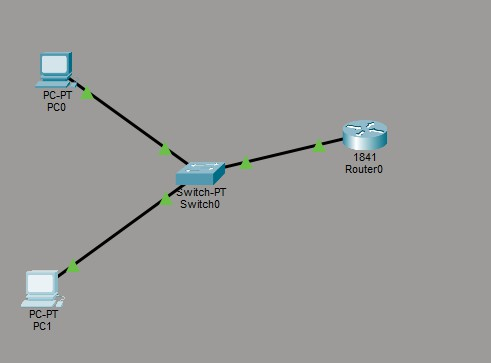 PC-PT
PC0
1841
Router0
Switch-PT
Switch0
PC-PT
PC1